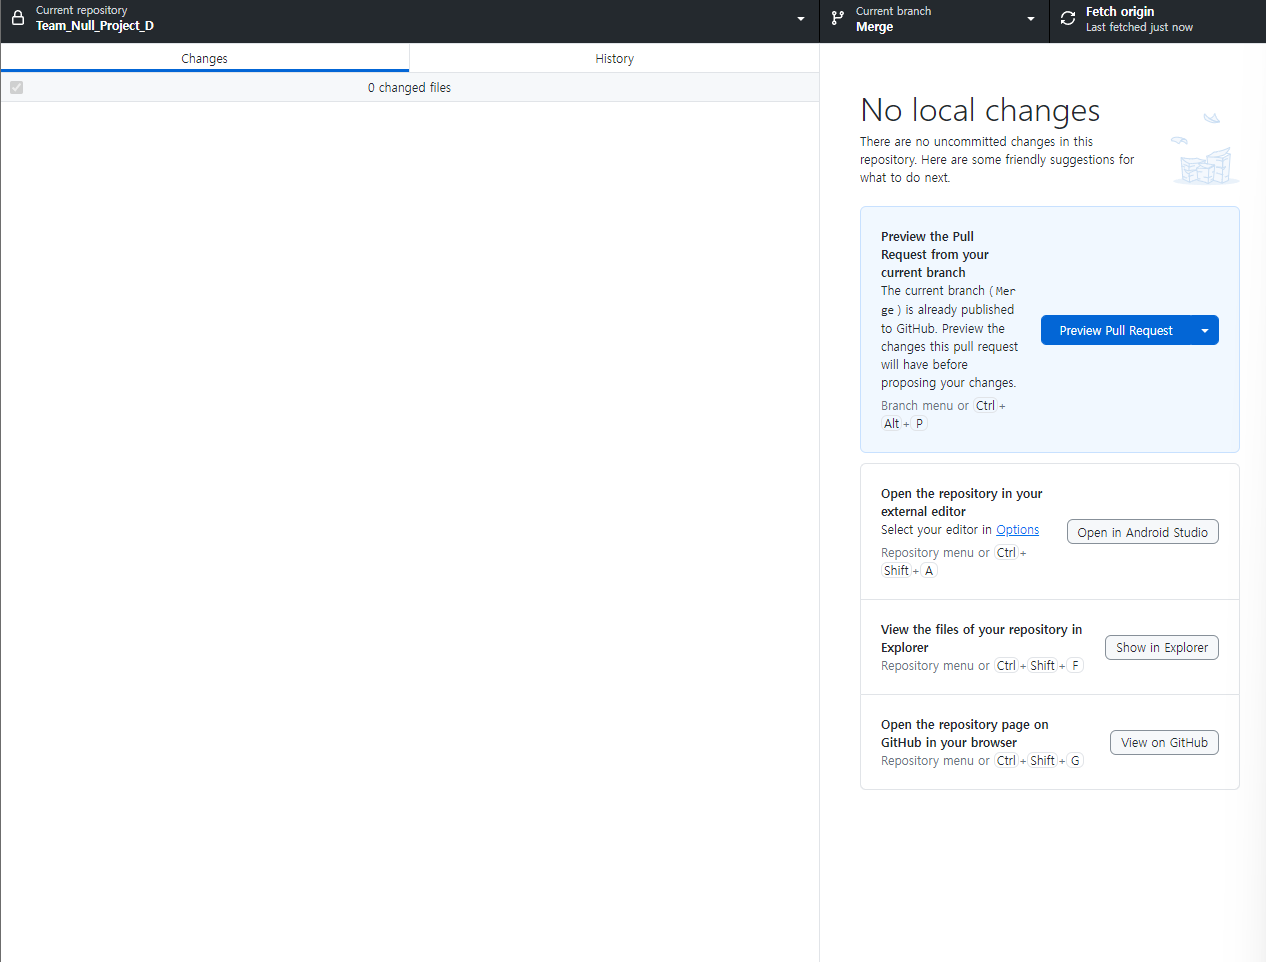 Current repository
Team_Null_Project_D
Current branch
Merge
Fetch origin
Last fetched just now
Changes
History
0 changed files
No local changes
There are no uncommitted changes in this
repository. Here are some friendly suggestions for
what to do next.
Preview the Pull
Request from your
current branch
The current branch (Mer
ge) is already published
to GitHub. Preview the
changes this pull request
will have before
proposing your changes.
Branch menu or Ctrl +
Alt + P
Preview Pull Request
Open the repository in your
external editor
Select your editor in Options
Repository menu or Ctrl +
Shift + A
Open in Android Studio
View the files of your repository in
Explorer
Repository menu or Ctrl + Shift + F
Show in Explorer
Open the repository page on
GitHub in your browser
Repository menu or Ctrl + Shift + G
View on GitHub